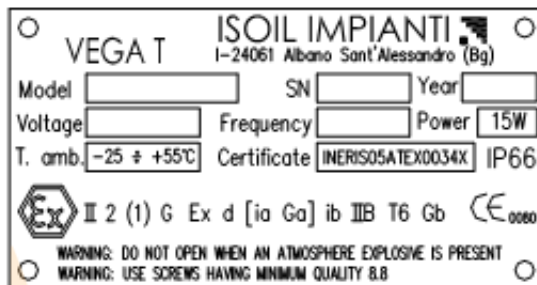 VEGA T
ISOIL IMPIANTI
I-24061 Albano Sant'Alessandro (Bg)
Model SN Year
Voltage Frequency Power 15W
T. amb. -25 ÷ +55℃ Certificate INERIS05ATEX0034X IP66
Ex II 2 (1) G Ex d [ia Ga] ib IIB T6 Gb CE 0080
WARNING: DO NOT OPEN WHEN AN ATMOSPHERE EXPLOSIVE IS PRESENT
WARNING: USE SCREWS HAVING MINIMUM QUALITY 8.8